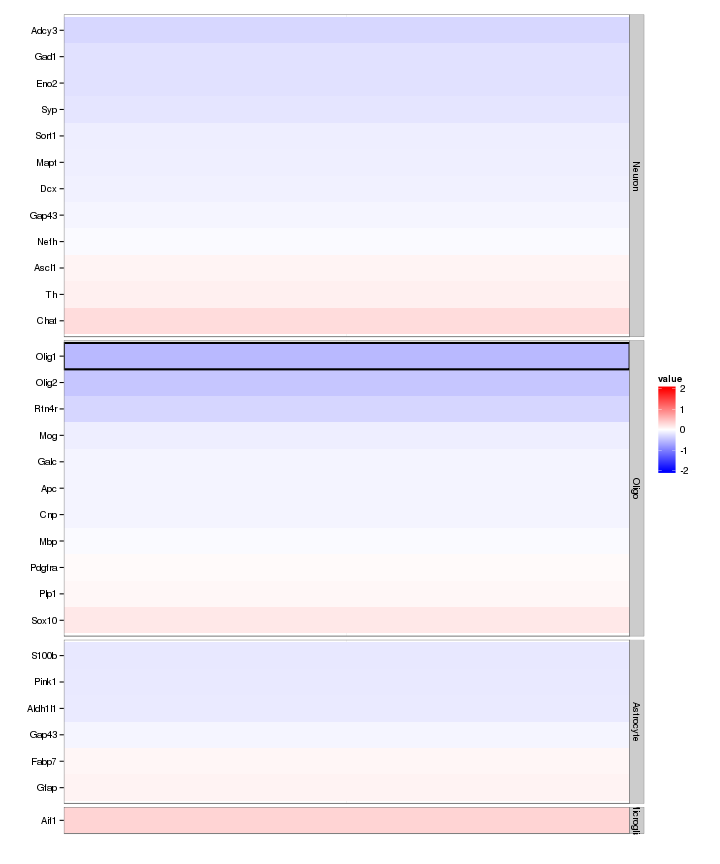 Adcy3
Gad1
Eno2
Syp
Sort1
Mapt
Dcx
Gap43
Nefh
Ascl1
Th
Chat
Neuron
Olig1
Olig2
Rtn4r
Mog
Galc
Apc
Cnp
Mbp
Pdgfra
Plp1
Sox10
Oligo
S100b
Pink1
Aldh1l1
Gap43
Fabp7
Gfap
Astrocyte
Aif1
value
2
1
0
-1
-2